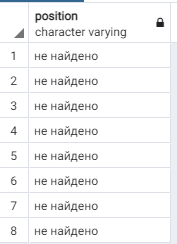 position
character varying
1 не найдено
2 не найдено
3 не найдено
4 не найдено
5 не найдено
6 не найдено
7 не найдено
8 не найдено